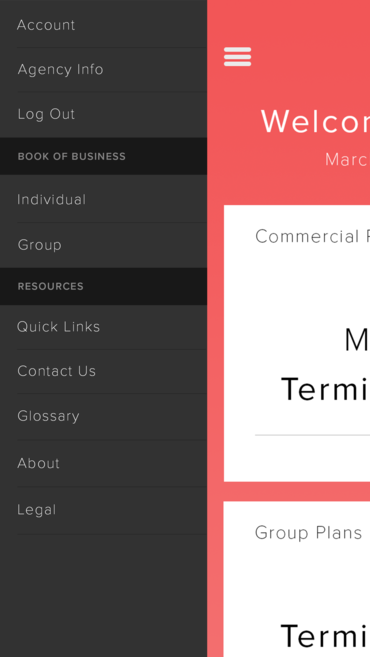 Account
Agency Info
Log Out
BOOK OF BUSINESS
Individual
Group
RESOURCES
Quick Links
Contact Us
Glossary
About
Legal
Welcom
Marc
Commercial
M
Termi
Group Plans
Termi